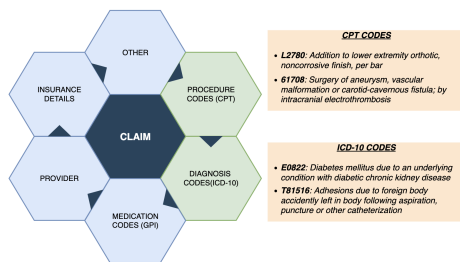 OTHER
INSURANCE
DETAILS
PROCEDURE
CODES (CPT)
CLAIM
PROVIDER
DIAGNOSIS
CODES(ICD-10)
MEDICATION
CODES (GPI)
CPT CODES
• L2780: Addition to lower extremity orthotic,
noncorrosive finish, per bar
• 61708: Surgery of aneurysm, vascular
malformation or carotid-cavernous fistula; by
intracranial electrothrombosis
ICD-10 CODES
• E0822: Diabetes mellitus due to an underlying
condition with diabetic chronic kidney disease
• T81516: Adhesions due to foreign body
accidently left in body following aspiration,
puncture or other catheterization